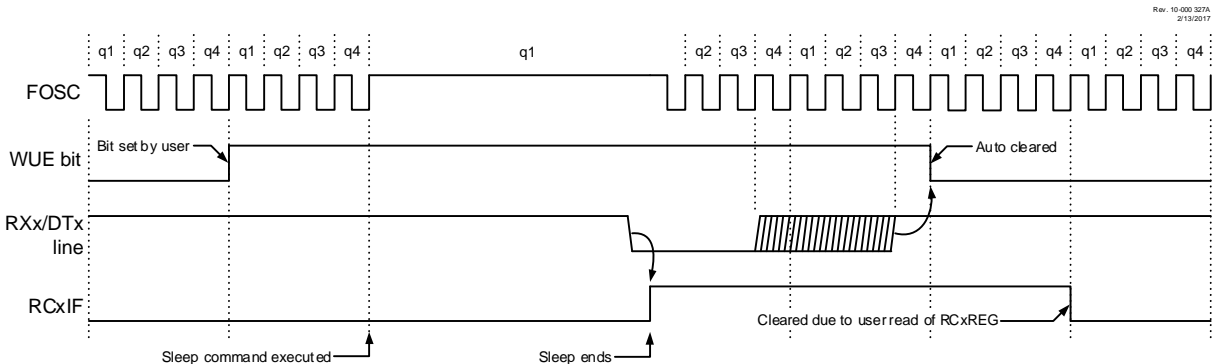 Rev. 10-000 327A
2/13/2017
q1 q2 q3 q4 q1 q2 q3 q4 q1 q2 q3 q4 q1 q2 q3 q4 q1 q2 q3 q4 q1 q2 q3 q4
FOSC
WUE bit
Bit set by user
Auto cleared
RXx/DTx
line
RCxIF
Cleared due to user read of RCxREG
Sleep command executed
Sleep ends